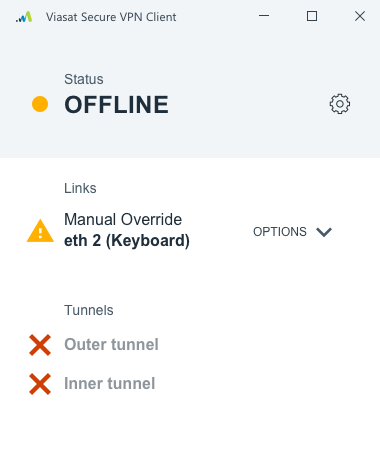 Viasat Secure VPN Client
Status
OFFLINE
Links
Manual Override
eth 2 (Keyboard)
OPTIONS
Tunnels
Outer tunnel
Inner tunnel